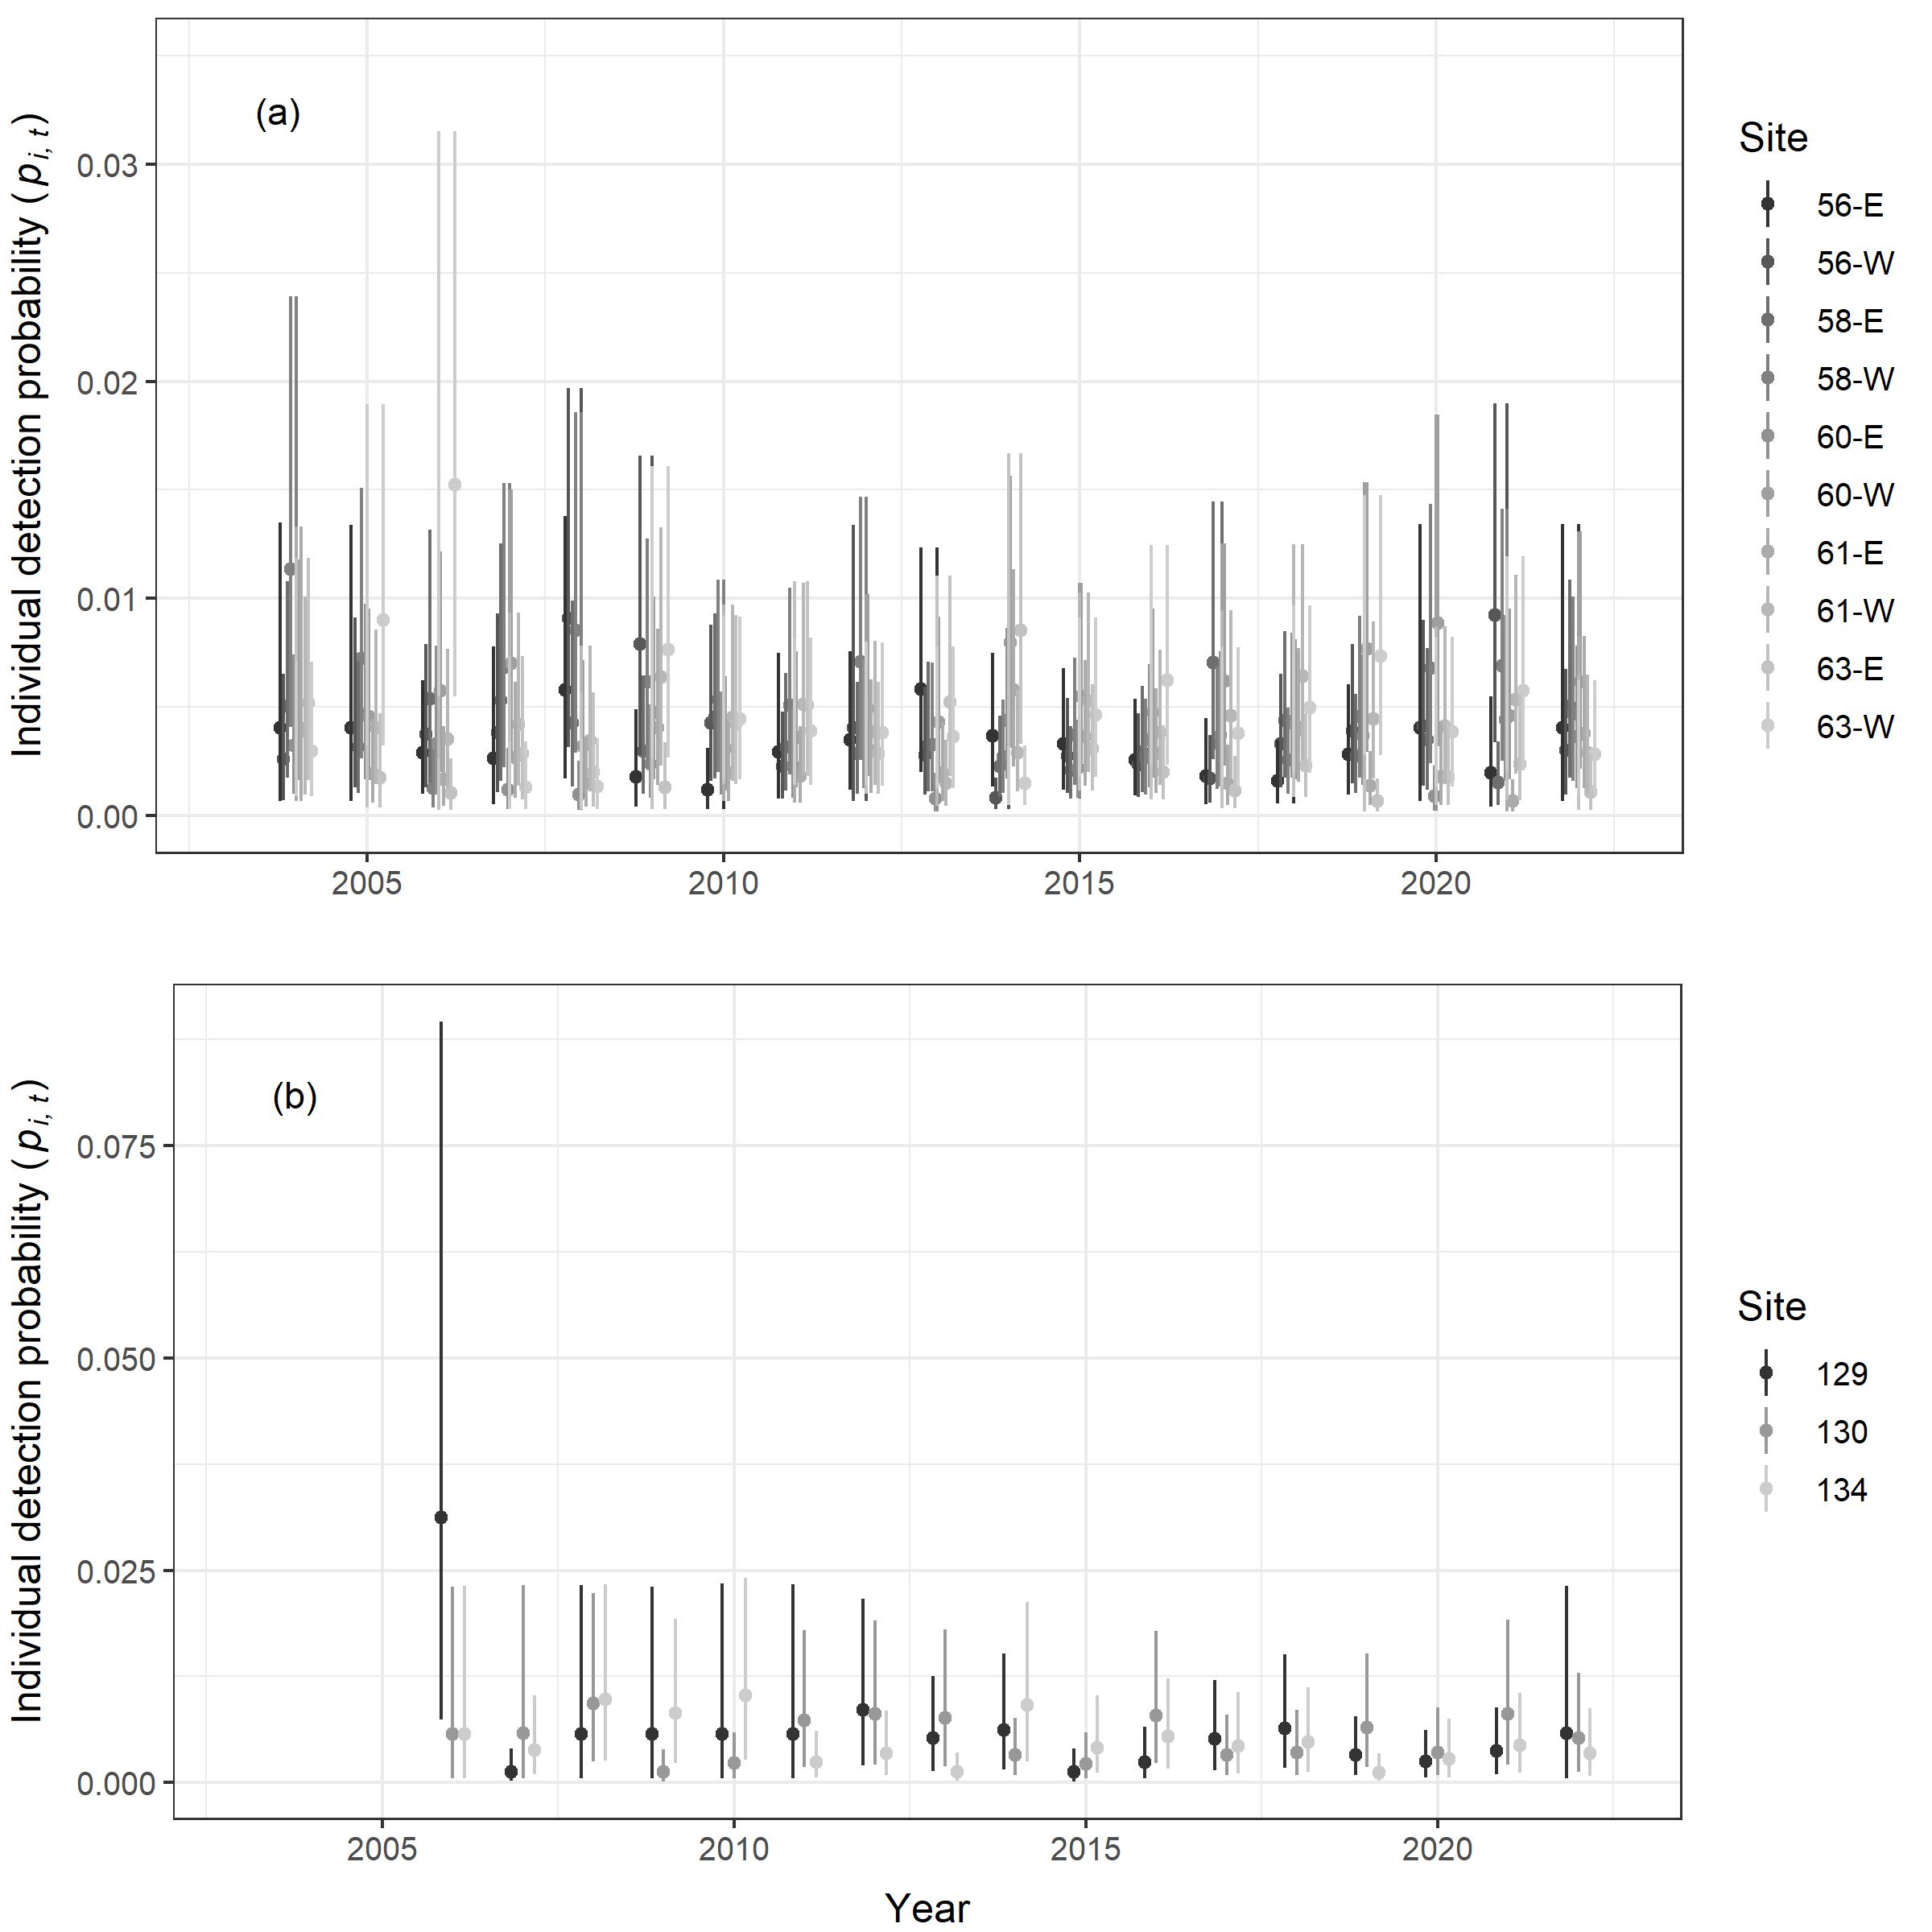 (a)
Individual detection probability (p i, t)
0.03
0.02
0.01
0.00
2005 2010 2015 2020
Site
56-E
56-W
58-E
58-W
60-E
60-W
61-E
61-W
63-E
63-W
(b)
Individual detection probability (p i, t)
0.075
0.050
0.025
0.000
2005 2010 2015 2020
Year
Site
129
130
134